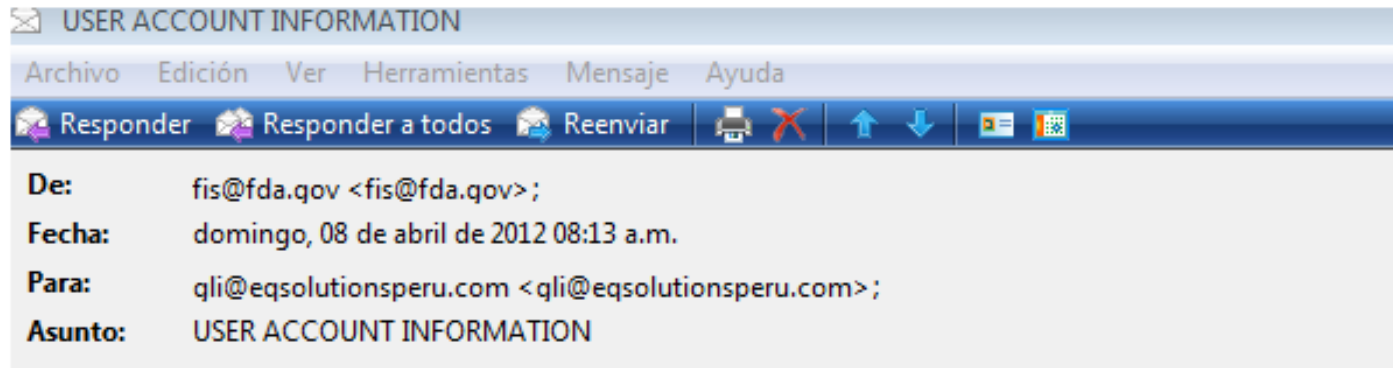 USER ACCOUNT INFORMATION
Archivo Edición Ver Herramientas Mensaje Ayuda
Responder Responder a todos Reenviar
De: fis@fda.gov <fis@fda.gov>;
Fecha: domingo, 08 de abril de 2012 08:13 a.m.
Para: qli@eqsolutionsperu.com <qli@eqsolutionsperu.com>;
Asunto: USER ACCOUNT INFORMATION